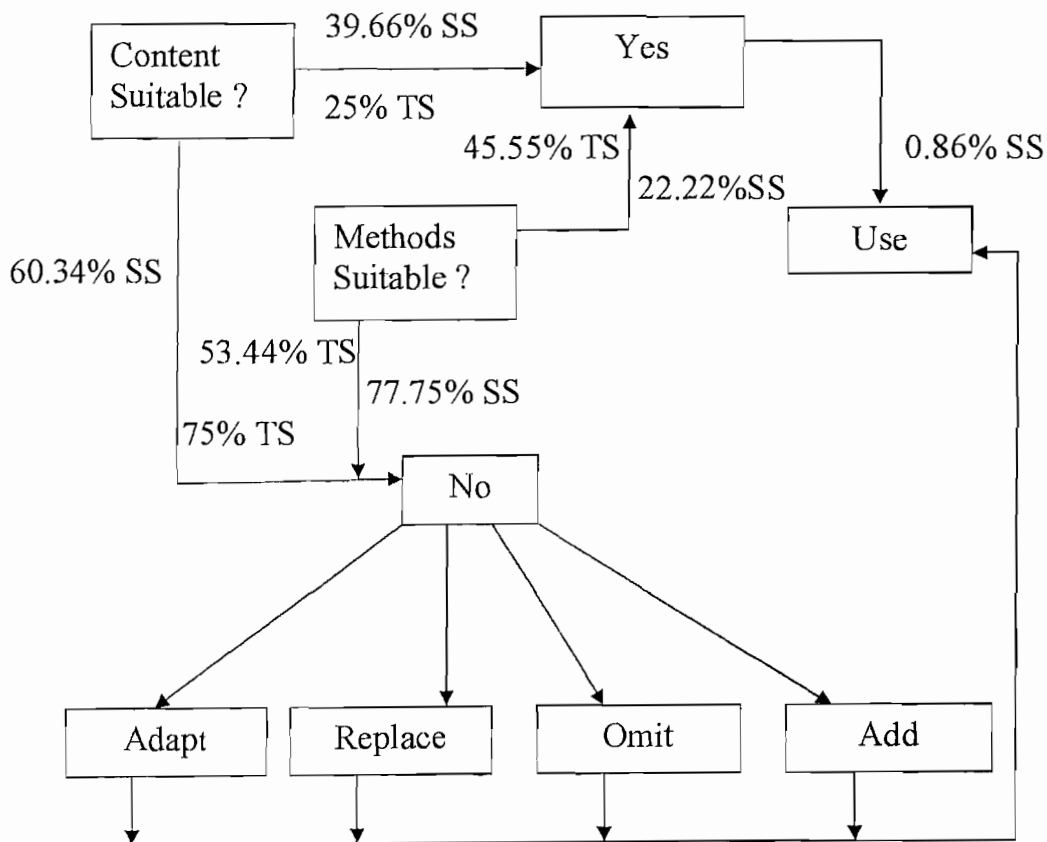 39.66% SS
Content
Suitable ?
Yes
25% TS
45.55% TS
0.86% SS
22.22%SS
Methods
Suitable ?
Use
60.34% SS
53.44% TS
77.75% SS
75% TS
No
Adapt
Replace
Omit
Add